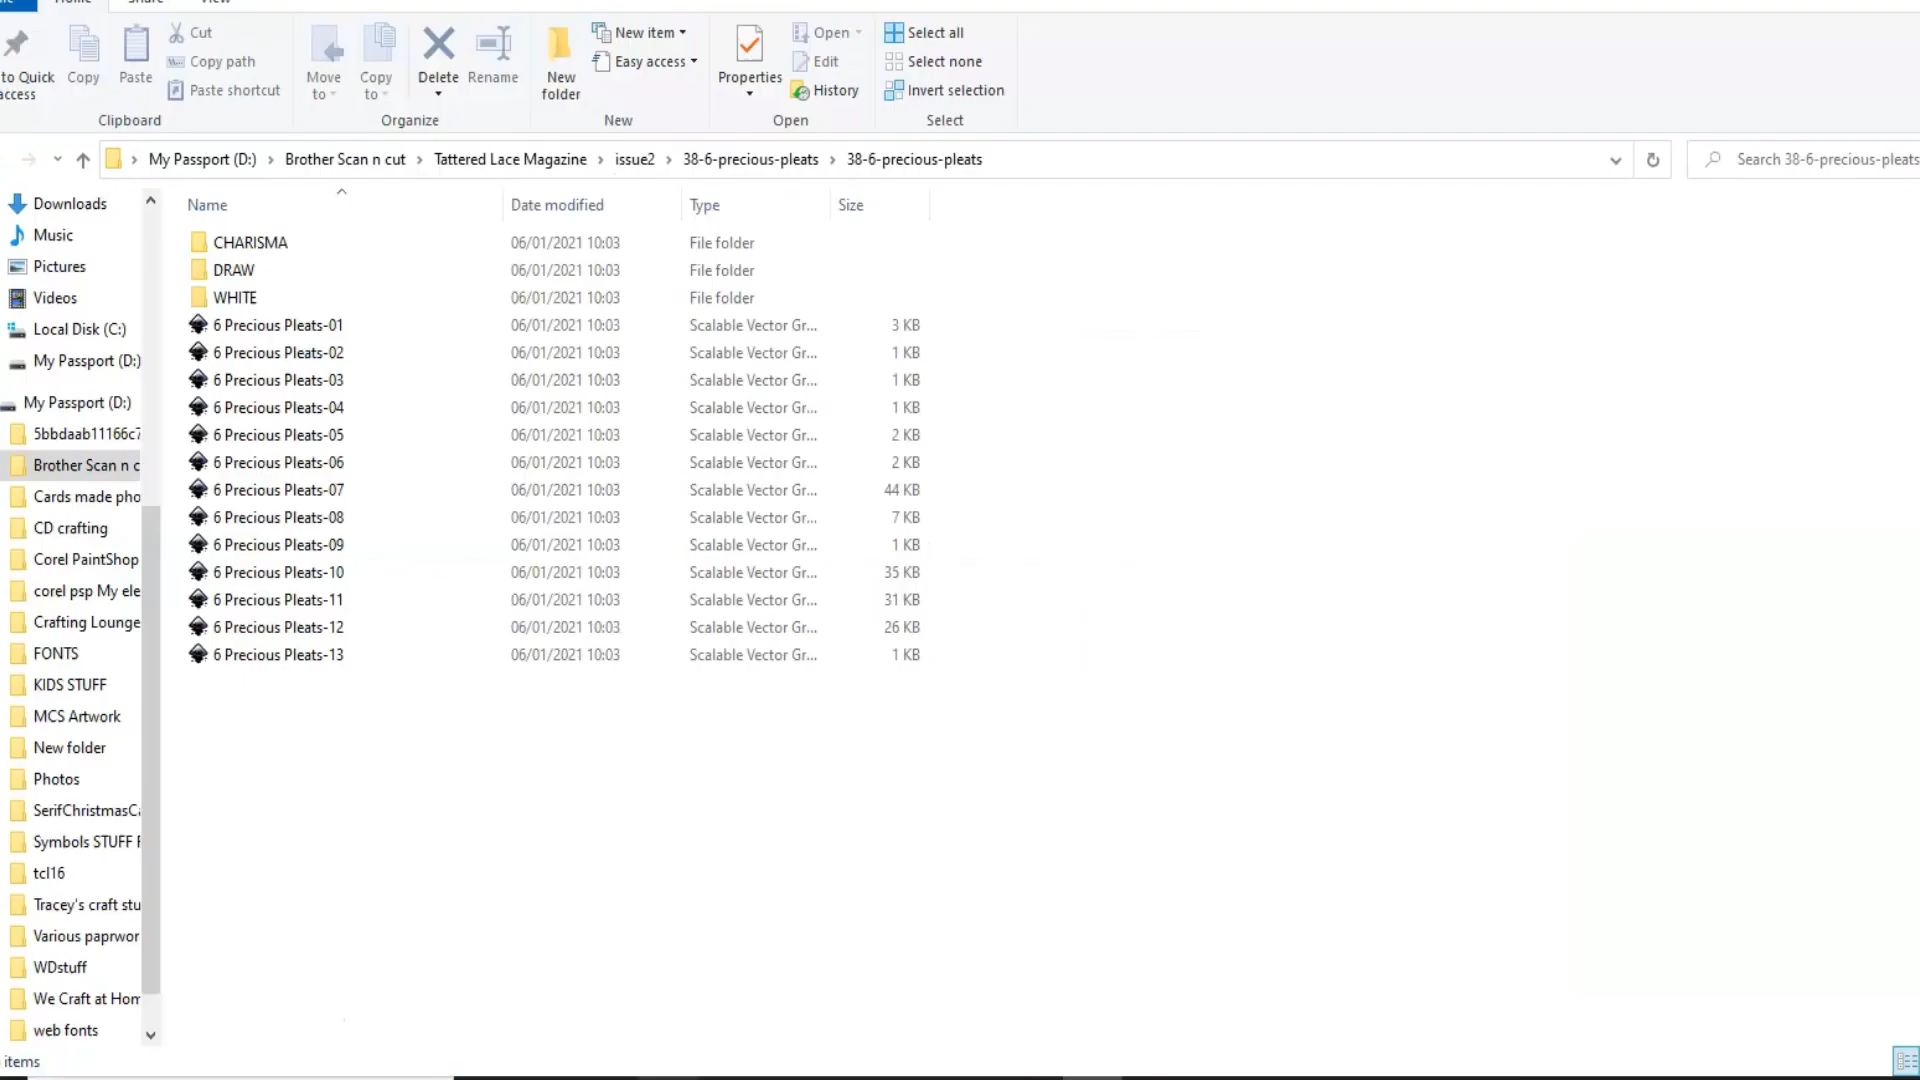 Home Share View
to Quick access
Copy
Paste
Cut
Copy path
Paste shortcut
Clipboard
Move to
Copy to
Delete
Rename
Organize
New folder
New item
Easy access
New
Properties
Open
Edit
History
Open
Select all
Select none
Invert selection
Select
My Passport (D:) › Brother Scan n cut › Tattered Lace Magazine › issue2 › 38-6-precious-pleats › 38-6-precious-pleats
Search 38-6-precious-pleats
Downloads
Music
Pictures
Videos
Local Disk (C:)
My Passport (D:)
My Passport (D:)
5bbdaab11166c7
Brother Scan n c
Cards made pho
CD crafting
Corel PaintShop
corel psp My ele
Crafting Lounge
FONTS
KIDS STUFF
MCS Artwork
New folder
Photos
SerifChristmasCa
Symbols STUFF F
tcl16
Tracey's craft stu
Various paprwor
WDstuff
We Craft at Hom
web fonts
Name Date modified Type Size
CHARISMA 06/01/2021 10:03 File folder
DRAW 06/01/2021 10:03 File folder
WHITE 06/01/2021 10:03 File folder
6 Precious Pleats-01 06/01/2021 10:03 Scalable Vector Gr... 3 KB
6 Precious Pleats-02 06/01/2021 10:03 Scalable Vector Gr... 1 KB
6 Precious Pleats-03 06/01/2021 10:03 Scalable Vector Gr... 1 KB
6 Precious Pleats-04 06/01/2021 10:03 Scalable Vector Gr... 1 KB
6 Precious Pleats-05 06/01/2021 10:03 Scalable Vector Gr... 2 KB
6 Precious Pleats-06 06/01/2021 10:03 Scalable Vector Gr... 2 KB
6 Precious Pleats-07 06/01/2021 10:03 Scalable Vector Gr... 44 KB
6 Precious Pleats-08 06/01/2021 10:03 Scalable Vector Gr... 7 KB
6 Precious Pleats-09 06/01/2021 10:03 Scalable Vector Gr... 1 KB
6 Precious Pleats-10 06/01/2021 10:03 Scalable Vector Gr... 35 KB
6 Precious Pleats-11 06/01/2021 10:03 Scalable Vector Gr... 31 KB
6 Precious Pleats-12 06/01/2021 10:03 Scalable Vector Gr... 26 KB
6 Precious Pleats-13 06/01/2021 10:03 Scalable Vector Gr... 1 KB
items